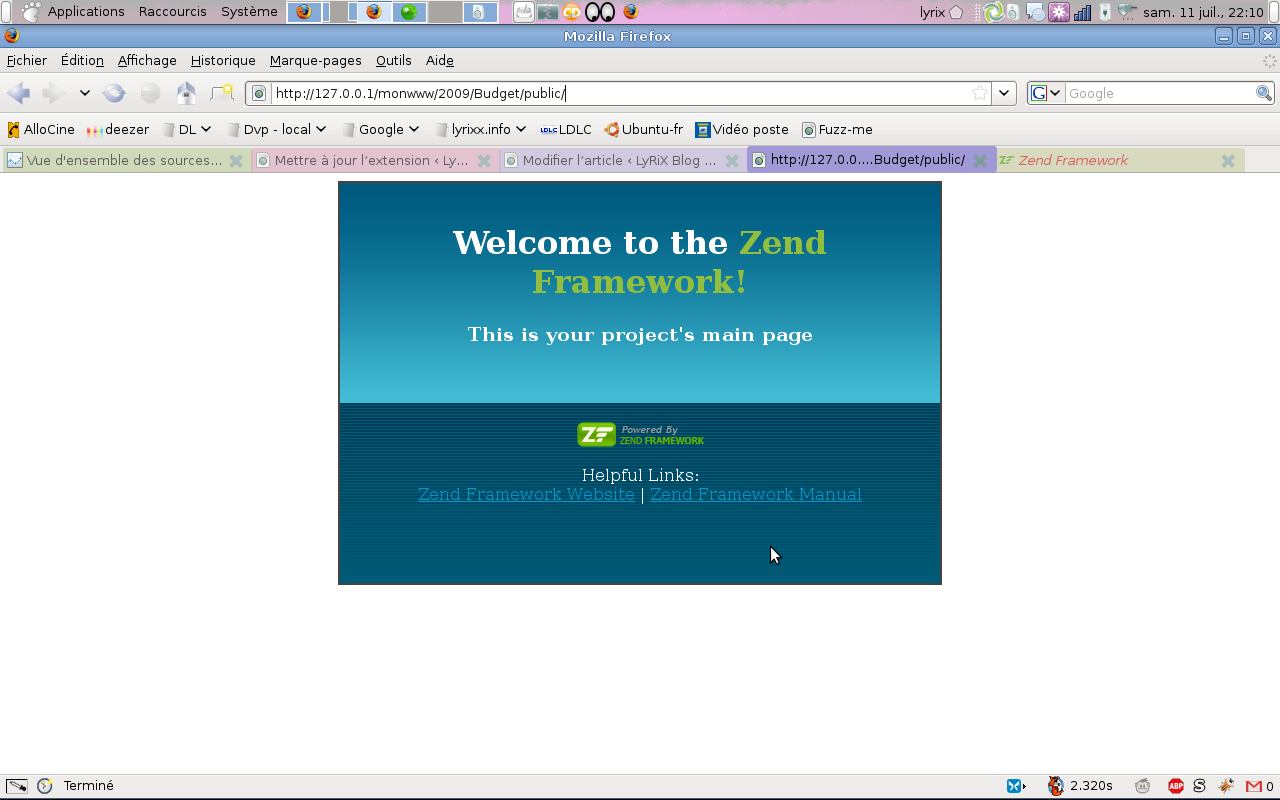 Applications Raccourcis Système lyrix sam. 11 juil., 22:10
Mozilla Firefox
Fichier Édition Affichage Historique Marque-pages Outils Aide
http://127.0.0.1/monwww/2009/Budget/public/ G Google
AlloCine deezer DL Dvp - local Google lyrixx.info LDLC LDLC Ubuntu-fr Vidéo poste Fuzz-me
Vue d'ensemble des sources... Mettre à jour l’extension ‹ Ly... Modifier l’article ‹ LyRiX Blog ... http://127.0.0....Budget/public/ Zend Framework
Welcome to the Zend
Framework!
This is your project's main page
ZF Powered By
ZEND FRAMEWORK
Helpful Links:
Zend Framework Website | Zend Framework Manual
Terminé 2.320s ABP S 0